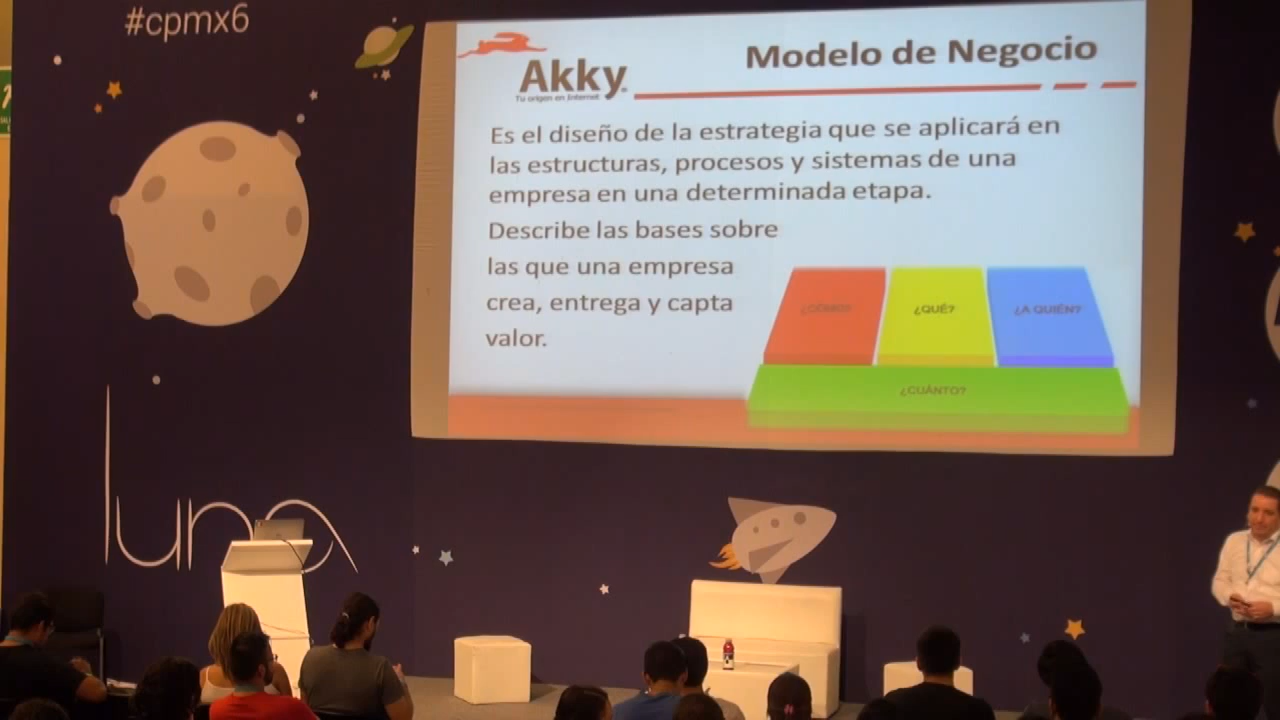 #cpmx6
Akky
Tu origen en Internet
Modelo de Negocio
Es el diseño de la estrategia que se aplicará en
las estructuras, procesos y sistemas de una
empresa en una determinada etapa.
Describe las bases sobre
las que una empresa
crea, entrega y capta
valor.
¿CÓMO?
¿QUÉ?
¿A QUIÉN?
¿CUÁNTO?
luna